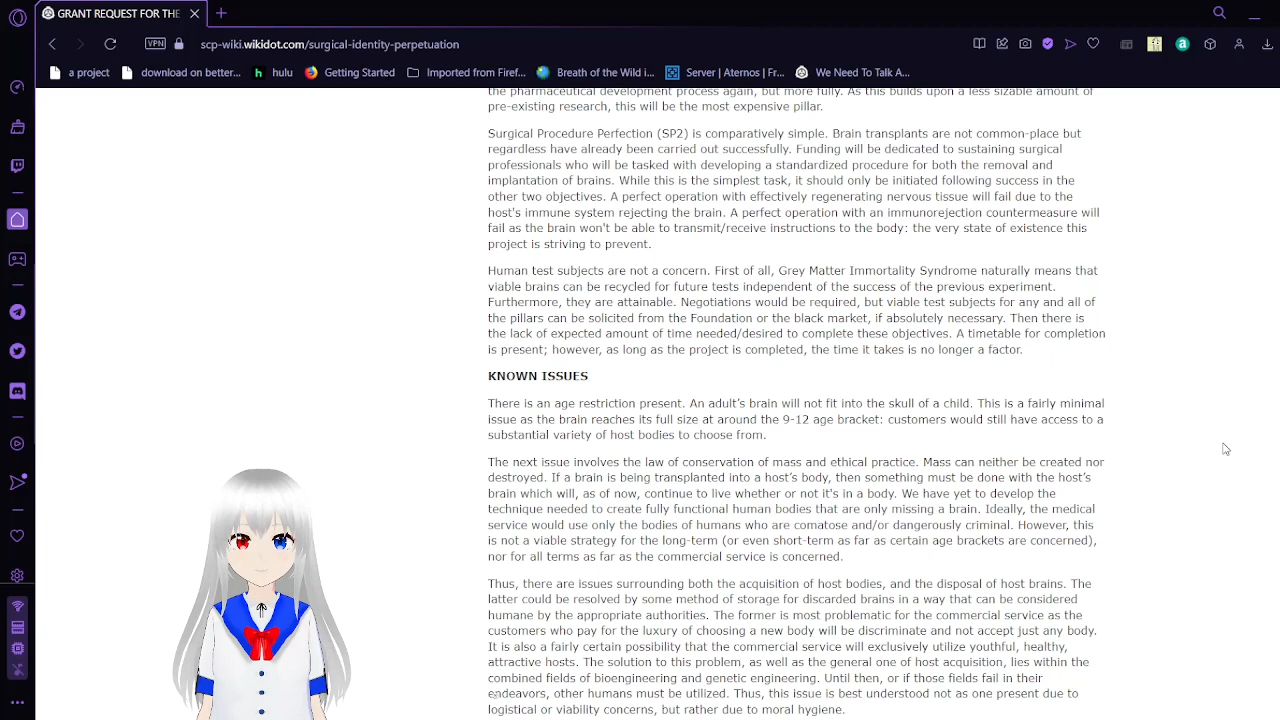 GRANT REQUEST FOR THE
VPN
scp-wiki.wikidot.com/surgical-identity-perpetuation
a project
download on better...
hulu
Getting Started
Imported from Firef...
Breath of the Wild i...
Server | Aternos | Fr...
We Need To Talk A...
the pharmaceutical development process again, but more fully. As this builds upon a less sizable amount of
pre-existing research, this will be the most expensive pillar.
Surgical Procedure Perfection (SP2) is comparatively simple. Brain transplants are not common-place but
regardless have already been carried out successfully. Funding will be dedicated to sustaining surgical
professionals who will be tasked with developing a standardized procedure for both the removal and
implantation of brains. While this is the simplest task, it should only be initiated following success in the
other two objectives. A perfect operation with effectively regenerating nervous tissue will fail due to the
host's immune system rejecting the brain. A perfect operation with an immunorejection countermeasure will
fail as the brain won't be able to transmit/receive instructions to the body: the very state of existence this
project is striving to prevent.
Human test subjects are not a concern. First of all, Grey Matter Immortality Syndrome naturally means that
viable brains can be recycled for future tests independent of the success of the previous experiment.
Furthermore, they are attainable. Negotiations would be required, but viable test subjects for any and all of
the pillars can be solicited from the Foundation or the black market, if absolutely necessary. Then there is
the lack of expected amount of time needed/desired to complete these objectives. A timetable for completion
is present; however, as long as the project is completed, the time it takes is no longer a factor.
KNOWN ISSUES
There is an age restriction present. An adult’s brain will not fit into the skull of a child. This is a fairly minimal
issue as the brain reaches its full size at around the 9-12 age bracket: customers would still have access to a
substantial variety of host bodies to choose from.
The next issue involves the law of conservation of mass and ethical practice. Mass can neither be created nor
destroyed. If a brain is being transplanted into a host’s body, then something must be done with the host’s
brain which will, as of now, continue to live whether or not it's in a body. We have yet to develop the
technique needed to create fully functional human bodies that are only missing a brain. Ideally, the medical
service would use only the bodies of humans who are comatose and/or dangerously criminal. However, this
is not a viable strategy for the long-term (or even short-term as far as certain age brackets are concerned),
nor for all terms as far as the commercial service is concerned.
Thus, there are issues surrounding both the acquisition of host bodies, and the disposal of host brains. The
latter could be resolved by some method of storage for discarded brains in a way that can be considered
humane by the appropriate authorities. The former is most problematic for the commercial service as the
customers who pay for the luxury of choosing a new body will be discriminate and not accept just any body.
It is also a fairly certain possibility that the commercial service will exclusively utilize youthful, healthy,
attractive hosts. The solution to this problem, as well as the general one of host acquisition, lies within the
combined fields of bioengineering and genetic engineering. Until then, or if those fields fail in their
endeavors, other humans must be utilized. Thus, this issue is best understood not as one present due to
logistical or viability concerns, but rather due to moral hygiene.